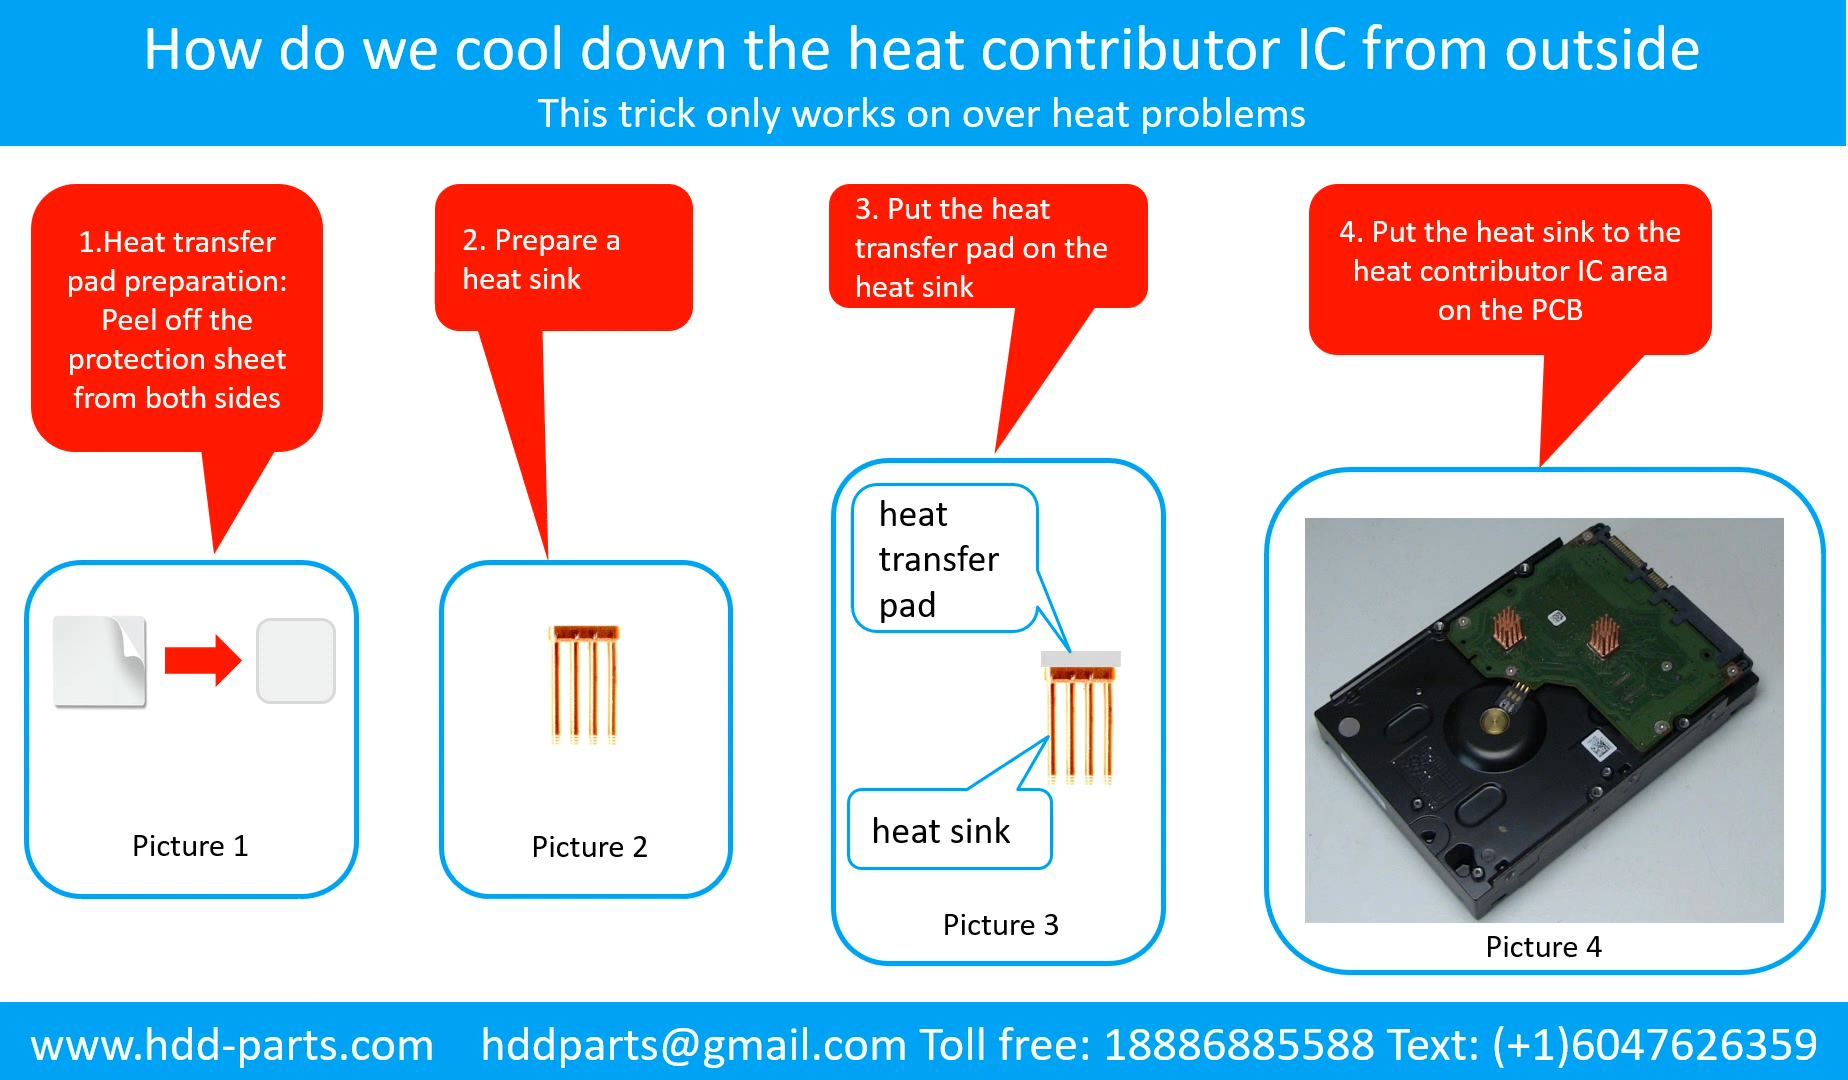 How do we cool down the heat contributor IC from outside
This trick only works on over heat problems
1.Heat transfer
pad preparation:
Peel off the
protection sheet
from both sides
2. Prepare a
heat sink
3. Put the heat
transfer pad on the
heat sink
4. Put the heat sink to the
heat contributor IC area
on the PCB
Picture 1
Picture 2
heat
transfer
pad
heat sink
Picture 3
Picture 4
www.hdd-parts.com hddparts@gmail.com Toll free: 18886885588 Text: (+1)6047626359